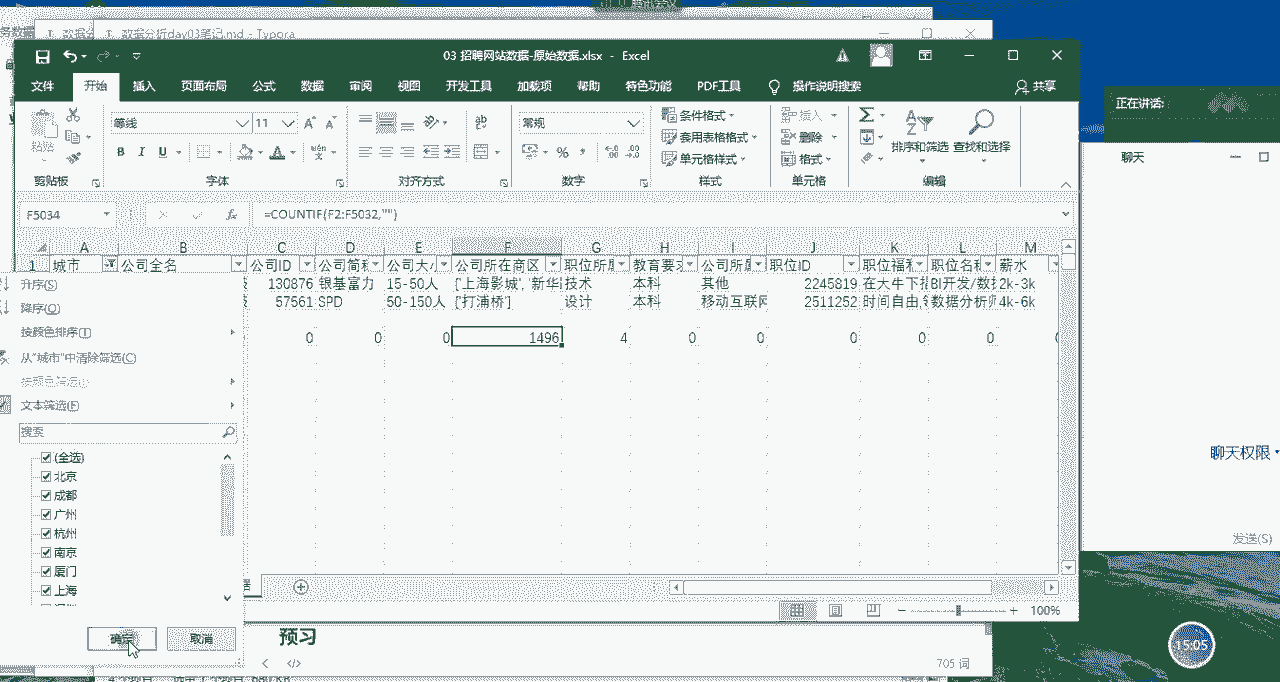 数据分析day03笔记.md - Typora
03 招聘网站数据-原始数据.xlsx - Excel
文件 开始 插入 页面布局 公式 数据 审阅 视图 开发工具 加载项 帮助 特色功能 PDF工具 操作说明搜索 共享
正在讲话:
聊天
粘贴
等线 11
常规
条件格式
套用表格格式
单元格样式
插入
删除
格式
排序和筛选 查找和选择
B I U
剪贴板 字体 对齐方式 数字 样式 单元格 编辑
F5034 =COUNTIF(F2:F5032,"")
A B C D E F G H I J K L M
1 城市 公司全名 公司ID 公司简称 公司大小 公司所在商区 职位所属 教育要求 公司所属 职位ID 职位福利 职位名称 薪水
130876 银基富力 15-50人 ['上海影城', '新华 技术 本科 其他 2245819 在大牛下指 BI开发/数据 2k-3k
57561 SPD 50-150人 ['打浦桥'] 设计 本科 移动互联网 2511252 时间自由, 数据分析师 4k-6k
0 0 0 1496 4 0 0 0 0 0
升序(S)
降序(O)
按颜色排序(T)
从"城市"中清除筛选(C)
按颜色筛选(I)
文本筛选(F)
搜索
(全选)
北京
成都
广州
杭州
南京
厦门
上海
确定 取消
100%
预习
705 词
聊天权限
发送(S)
15:05